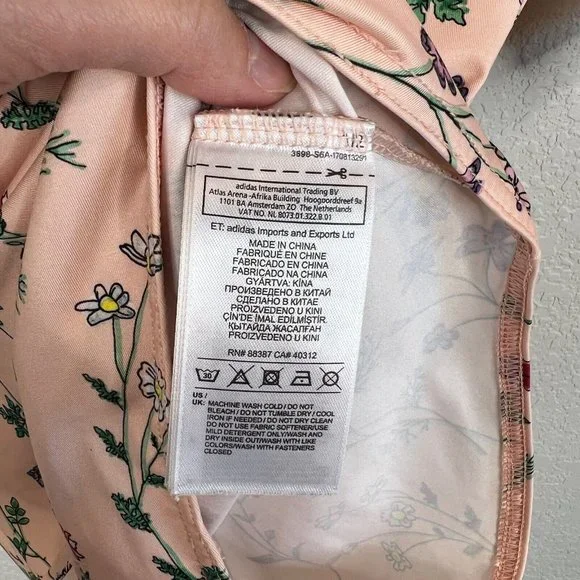 1/2
3898-S6A-170813291
adidas International Trading BV
Atlas Arena -Afrika Building Hoogoorddreef 9a
1101 BA Amsterdam ZO The Netherlands
VAT NO. NL 8073.01.322.B.01
ET: adidas Imports and Exports Ltd
MADE IN CHINA
FABRIQUÉ EN CHINE
FABRICADO EN CHINA
FABRICADO NA CHINA
GYÁRTVA: KÍNA
ПРОИЗВЕДЕНО В КИТАЙ
СДЕЛАНО В КИТАЕ
PROIZVEDENO U KINI
ÇİN'DE İMAL EDİLMİŞTİR.
ҚЫТАЙДА ЖАСАЛҒАН
PROIZVEDENO U KINI
RN# 88387 CA# 40312
30
US /
UK: MACHINE WASH COLD / DO NOT
BLEACH / DO NOT TUMBLE DRY / COOL
IRON IF NEEDED / DO NOT DRY CLEAN
DO NOT USE FABRIC SOFTENER/USE
MILD DETERGENT ONLY/WASH AND
DRY INSIDE OUT/WASH WITH LIKE
COLORS/WASH WITH FASTENERS
CLOSED